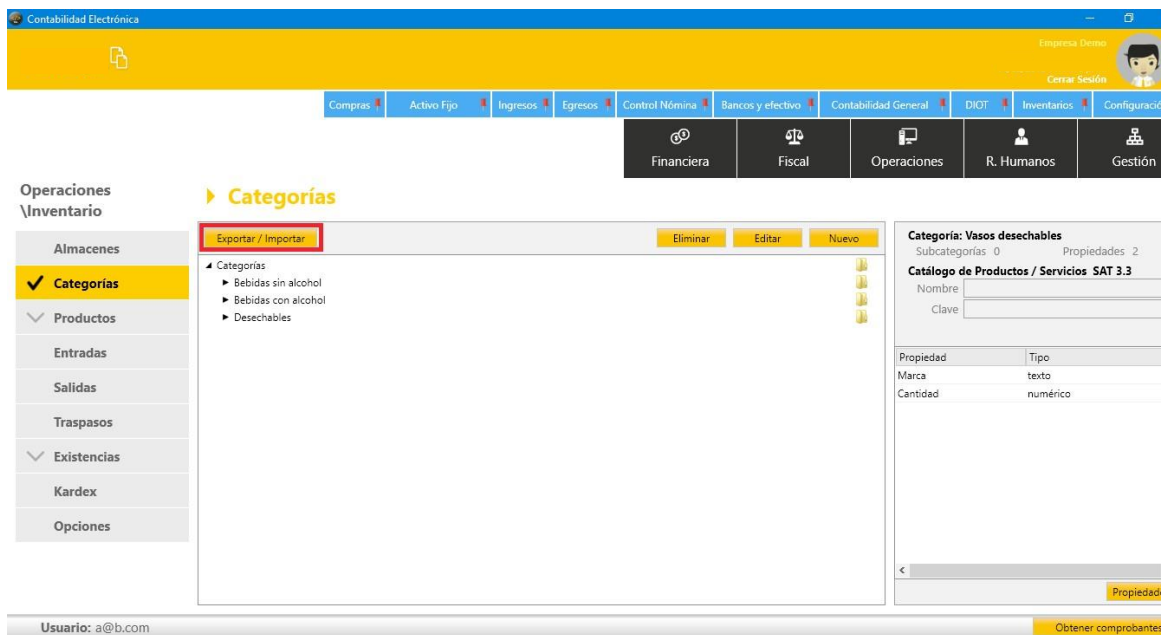 Contabilidad Electrónica
Empresa Demo
Cerrar Sesión
Compras Activo Fijo Ingresos Egresos Control Nómina Bancos y efectivo Contabilidad General DIOT Inventarios Configuració
Financiera Fiscal Operaciones R. Humanos Gestión
Operaciones
\Inventario
Categorías
Almacenes
Categorías
Productos
Entradas
Salidas
Traspasos
Existencias
Kardex
Opciones
Exportar / Importar Eliminar Editar Nuevo
Categorías
Bebidas sin alcohol
Bebidas con alcohol
Desechables
Categoría: Vasos desechables
Subcategorías 0 Propiedades 2
Catálogo de Productos / Servicios SAT 3.3
Nombre
Clave
Propiedad Tipo
Marca texto
Cantidad numérico
Propiedade
Usuario: a@b.com Obtener comprobantes